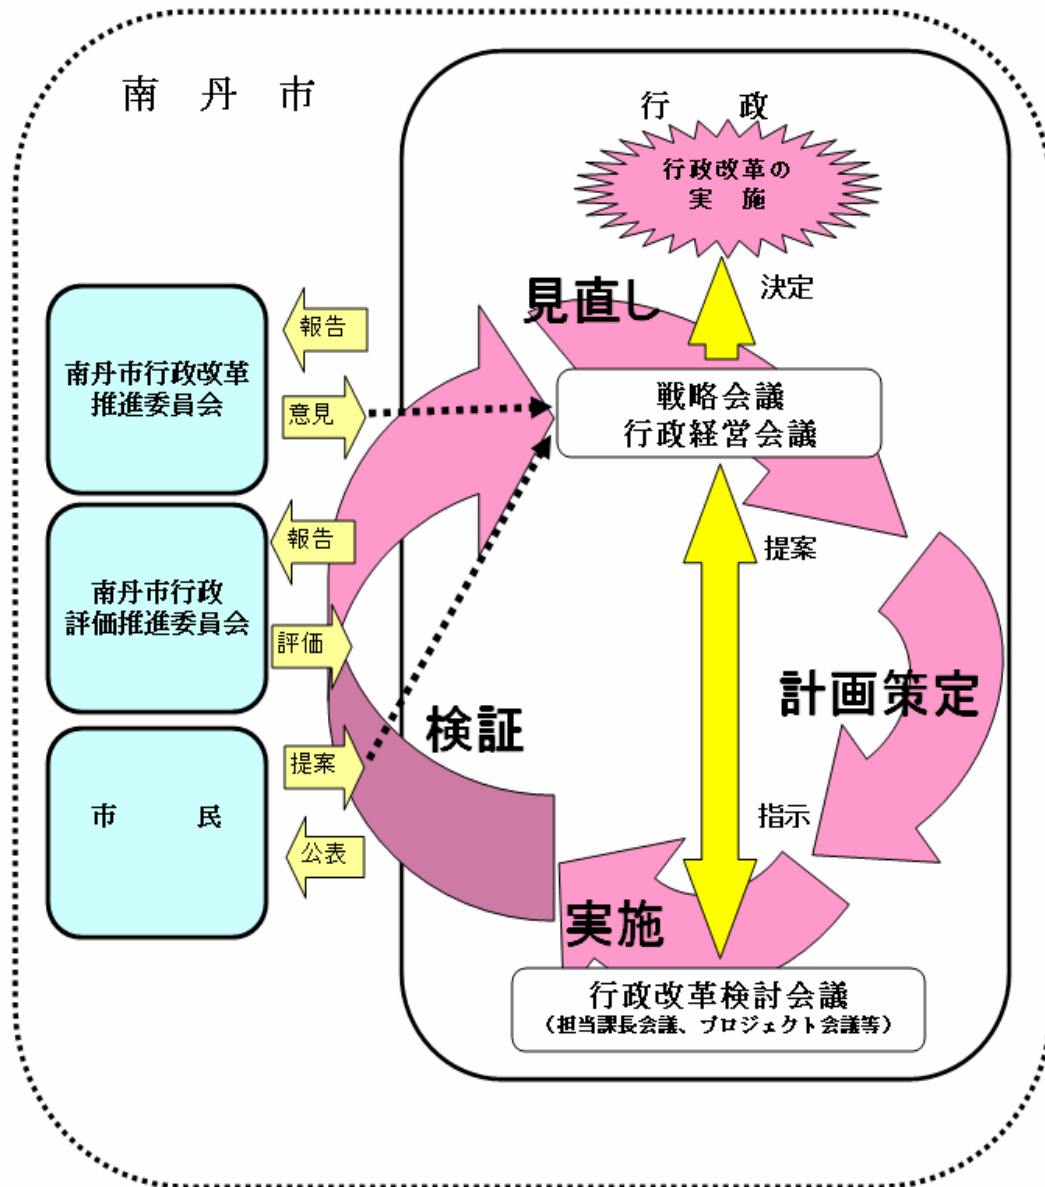 南 丹 市
行 政
行政改革の
実 施
決定
見直し
戦略会議
行政経営会議
報告
南丹市行政改革
推進委員会
意見
報告
南丹市行政
評価推進委員会
評価
提案
計画策定
検証
提案
市 民
公表
指示
実施
行政改革検討会議
（担当課長会議、プロジェクト会議等）